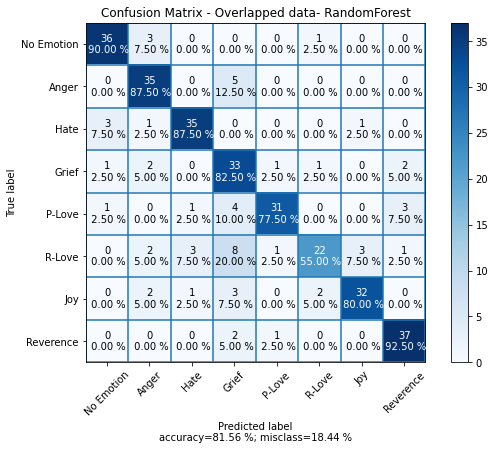 Confusion Matrix - Overlapped data- RandomForest
No Emotion 36 3 0 0 0 1 0 0
90.00 % 7.50 % 0.00 % 0.00 % 0.00 % 2.50 % 0.00 % 0.00 %
Anger 0 35 0 5 0 0 0 0
0.00 % 87.50 % 0.00 % 12.50 % 0.00 % 0.00 % 0.00 % 0.00 %
Hate 3 1 35 0 0 0 1 0
7.50 % 2.50 % 87.50 % 0.00 % 0.00 % 0.00 % 2.50 % 0.00 %
Grief 1 2 0 33 1 1 0 2
2.50 % 5.00 % 0.00 % 82.50 % 2.50 % 2.50 % 0.00 % 5.00 %
P-Love 1 0 1 4 31 0 0 3
2.50 % 0.00 % 2.50 % 10.00 % 77.50 % 0.00 % 0.00 % 7.50 %
R-Love 0 2 3 8 1 22 3 1
0.00 % 5.00 % 7.50 % 20.00 % 2.50 % 55.00 % 7.50 % 2.50 %
Joy 0 2 1 3 0 2 32 0
0.00 % 5.00 % 2.50 % 7.50 % 0.00 % 5.00 % 80.00 % 0.00 %
Reverence 0 0 0 2 1 0 0 37
0.00 % 0.00 % 0.00 % 5.00 % 2.50 % 0.00 % 0.00 % 92.50 %
True label
No Emotion Anger Hate Grief P-Love R-Love Joy Reverence
Predicted label
accuracy=81.56 %; misclass=18.44 %
35
30
25
20
15
10
5
0